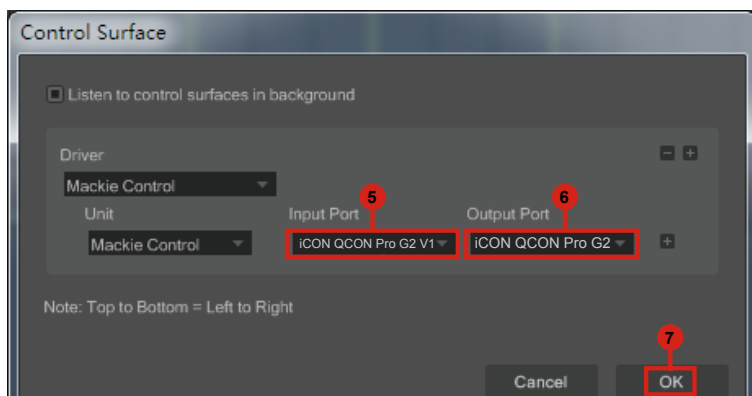 Control Surface
Listen to control surfaces in background
Driver
Mackie Control
5
6
Unit
Input Port
Output Port
Mackie Control
iCON QCON Pro G2 V1
iCON QCON Pro G2
Note: Top to Bottom = Left to Right
7
Cancel
OK